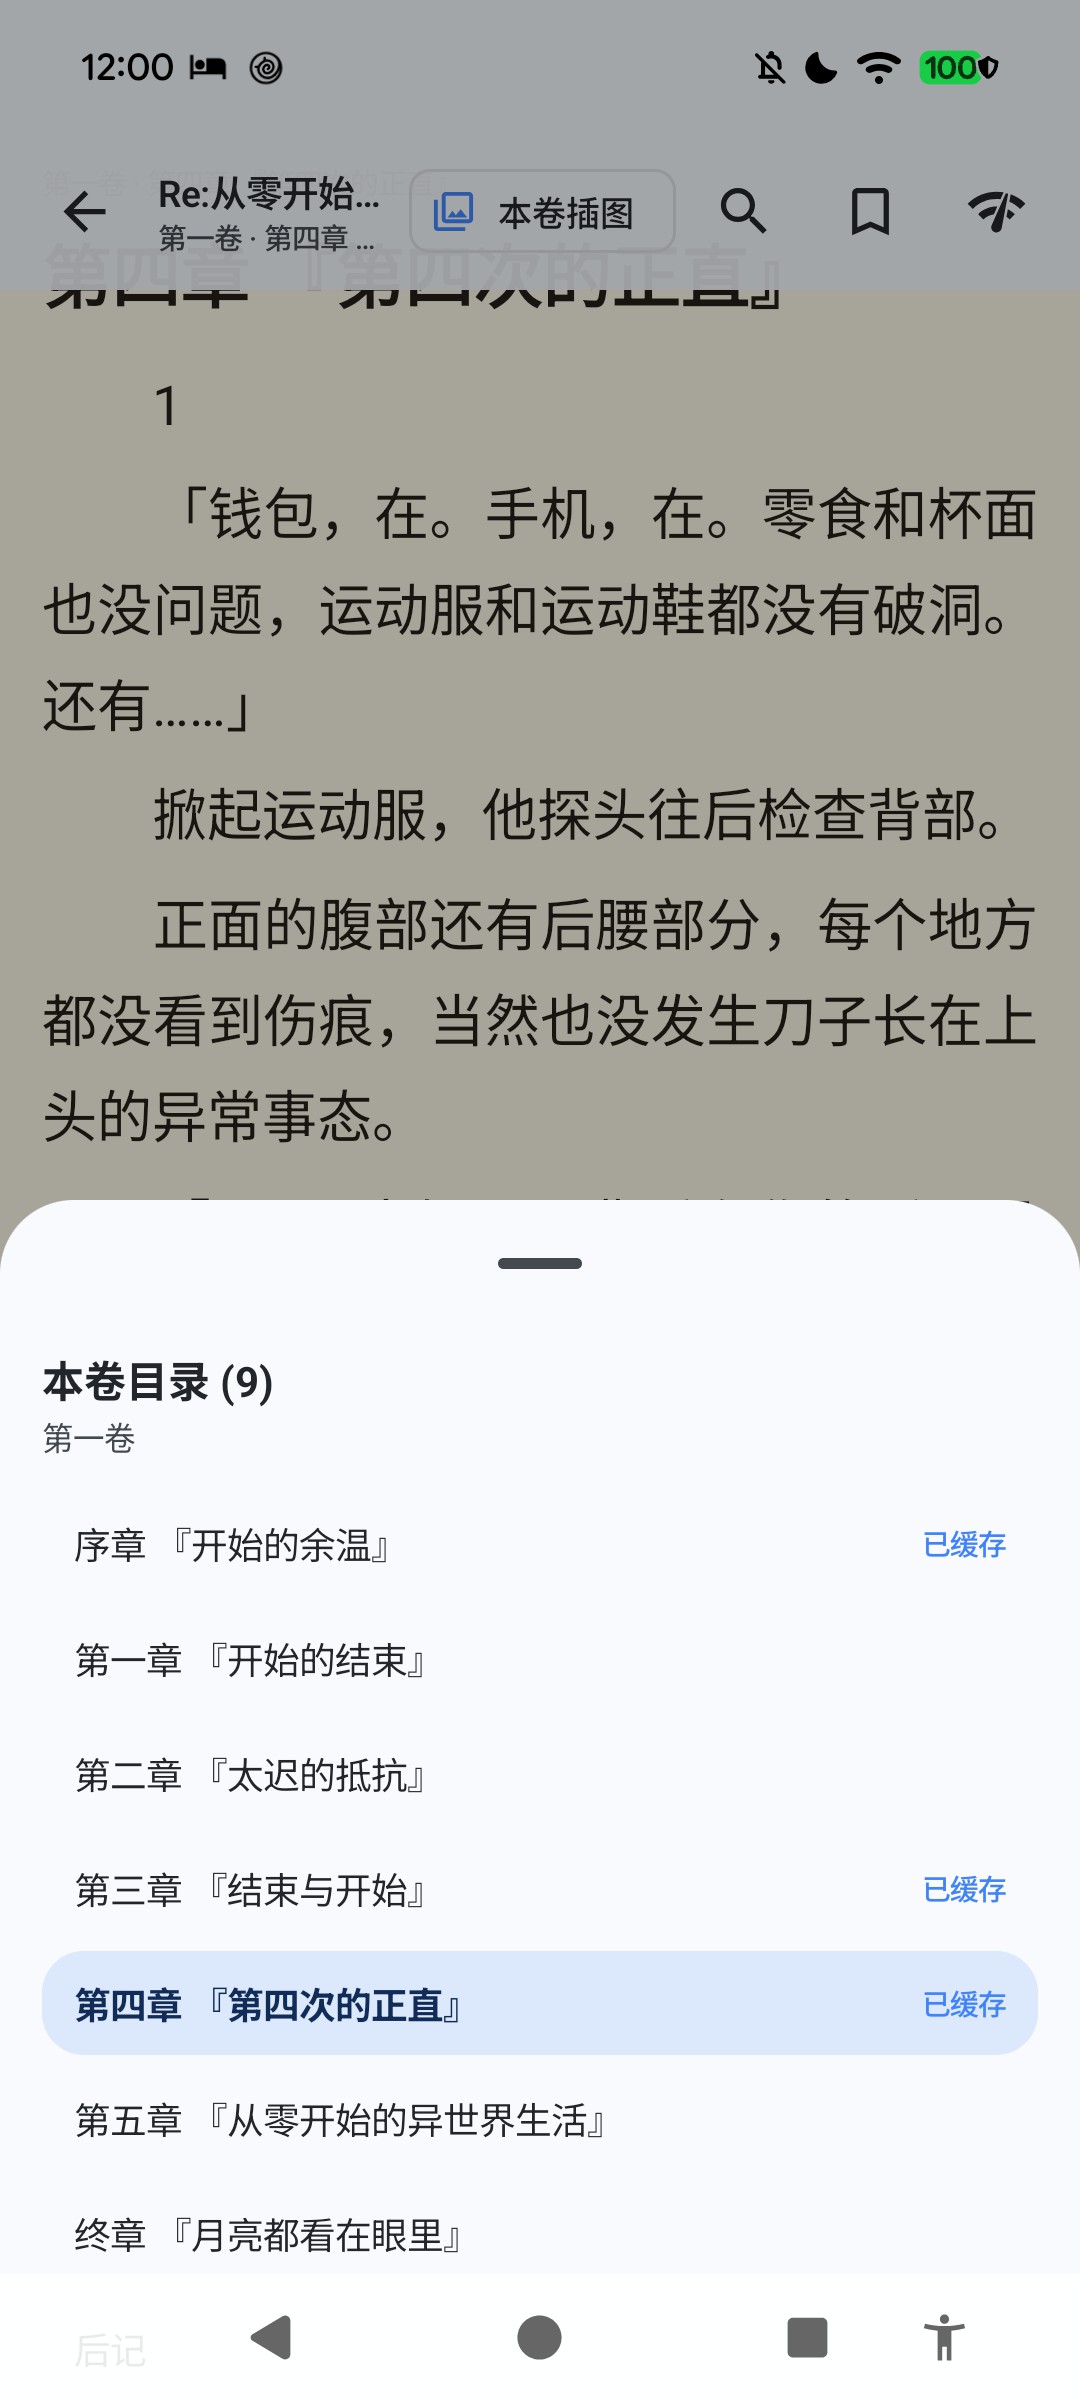 12:00
100
Re:从零开始...
第一卷 · 第四章 ...
本卷插图
第四章 『第四次的正直』
1
「钱包，在。手机，在。零食和杯面
也没问题，运动服和运动鞋都没有破洞。
还有……」
掀起运动服，他探头往后检查背部。
正面的腹部还有后腰部分，每个地方
都没看到伤痕，当然也没发生刀子长在上
头的异常事态。
本卷目录 (9)
第一卷
序章 『开始的余温』 已缓存
第一章 『开始的结束』
第二章 『太迟的抵抗』
第三章 『结束与开始』 已缓存
第四章 『第四次的正直』 已缓存
第五章 『从零开始的异世界生活』
终章 『月亮都看在眼里』
后记